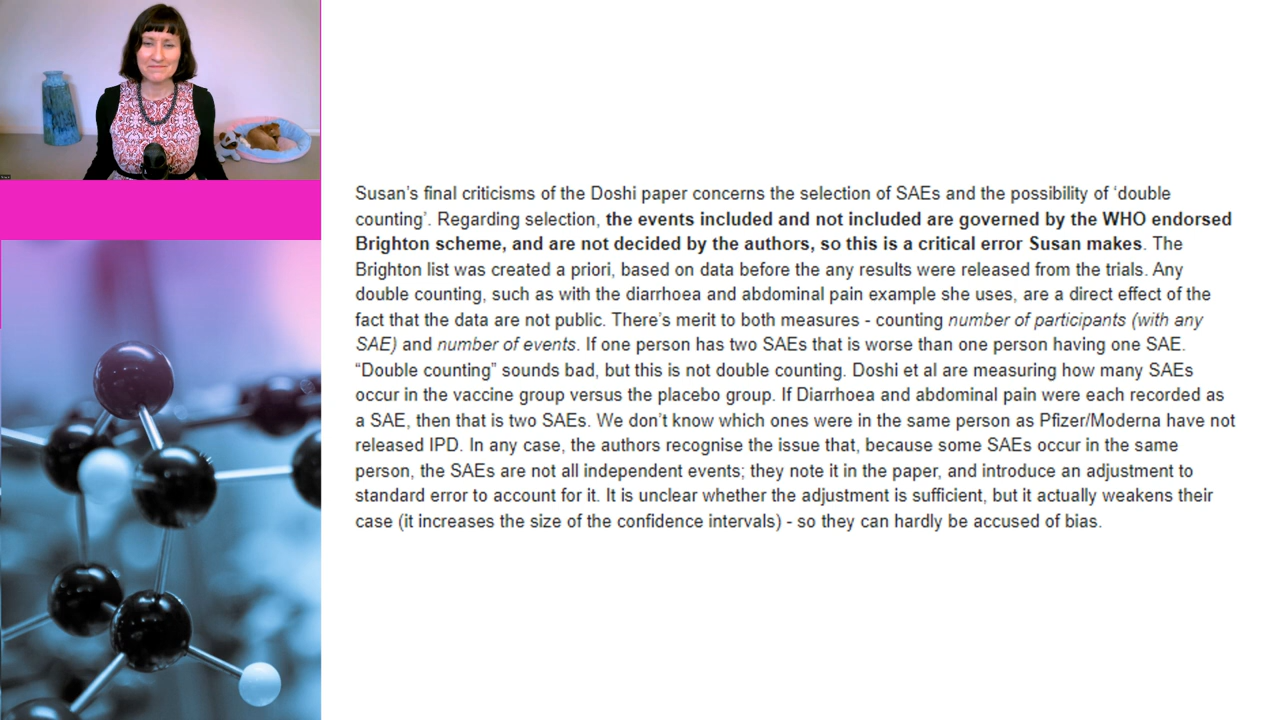 Susan’s final criticisms of the Doshi paper concerns the selection of SAEs and the possibility of ‘double
counting’. Regarding selection, the events included and not included are governed by the WHO endorsed
Brighton scheme, and are not decided by the authors, so this is a critical error Susan makes. The
Brighton list was created a priori, based on data before the any results were released from the trials. Any
double counting, such as with the diarrhoea and abdominal pain example she uses, are a direct effect of the
fact that the data are not public. There’s merit to both measures - counting number of participants (with any
SAE) and number of events. If one person has two SAEs that is worse than one person having one SAE.
“Double counting” sounds bad, but this is not double counting. Doshi et al are measuring how many SAEs
occur in the vaccine group versus the placebo group. If Diarrhoea and abdominal pain were each recorded as
a SAE, then that is two SAEs. We don’t know which ones were in the same person as Pfizer/Moderna have not
released IPD. In any case, the authors recognise the issue that, because some SAEs occur in the same
person, the SAEs are not all independent events; they note it in the paper, and introduce an adjustment to
standard error to account for it. It is unclear whether the adjustment is sufficient, but it actually weakens their
case (it increases the size of the confidence intervals) - so they can hardly be accused of bias.